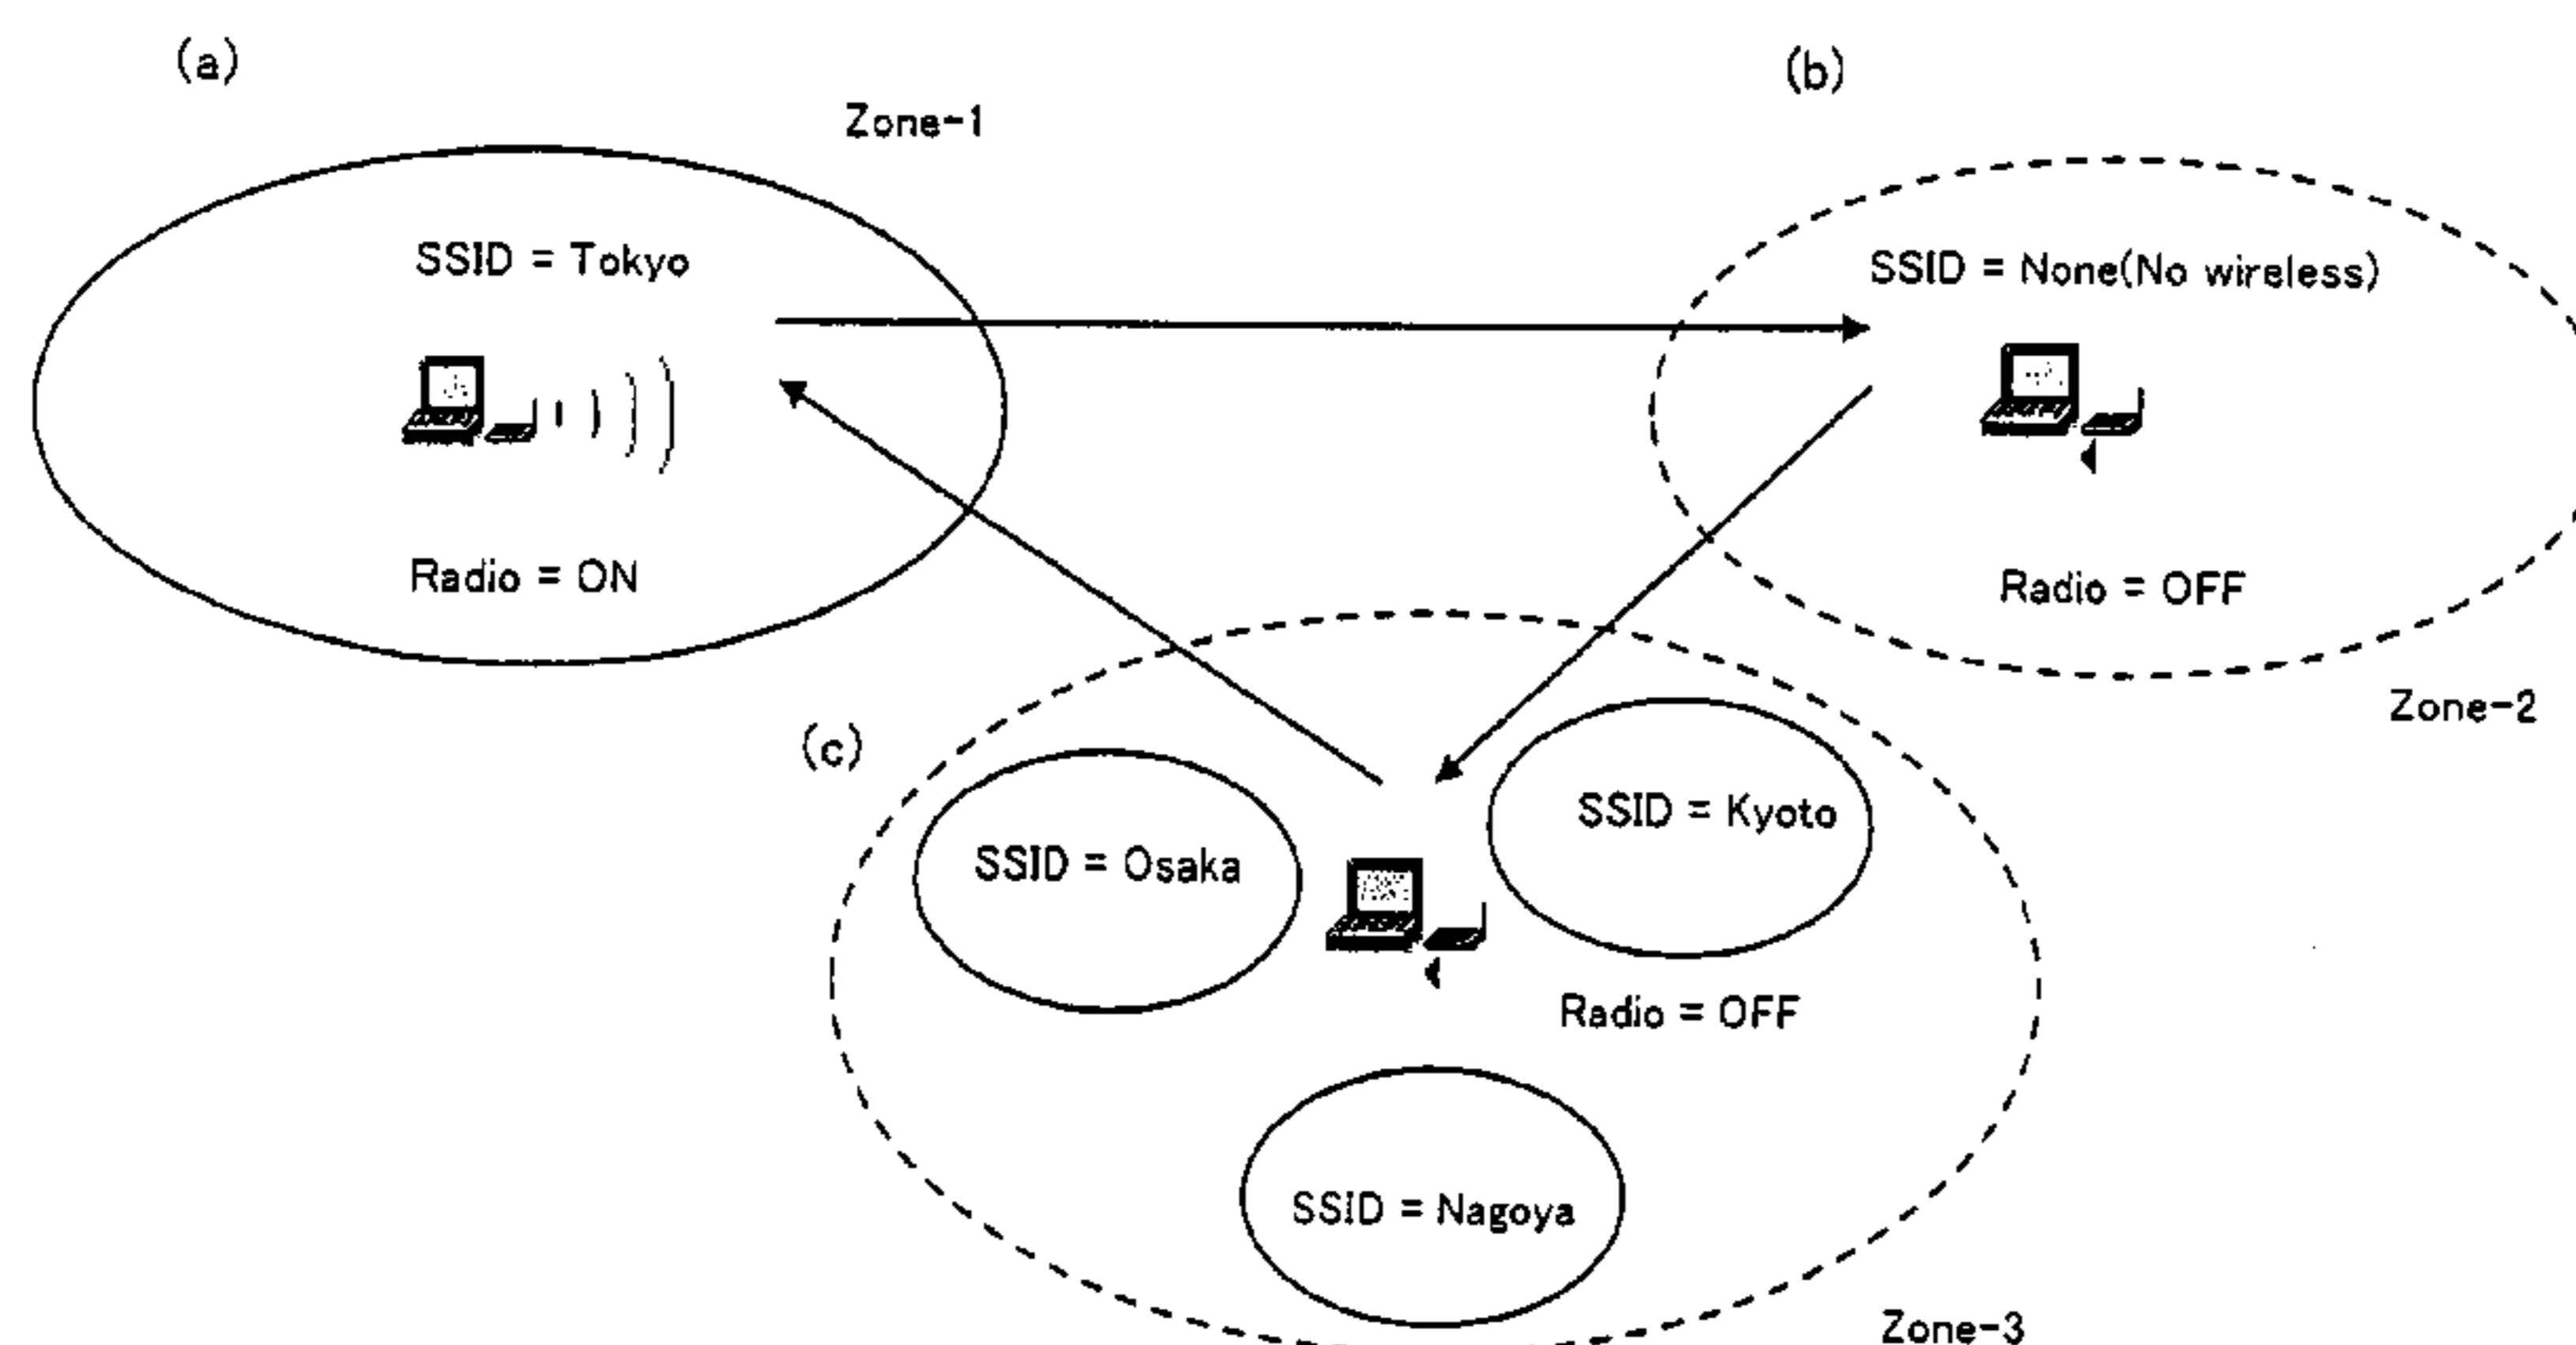 (a)
Zone-1
SSID = Tokyo
Radio = ON
(b)
SSID = None(No wireless)
Radio = OFF
Zone-2
(c)
SSID = Osaka
SSID = Kyoto
Radio = OFF
SSID = Nagoya
Zone-3